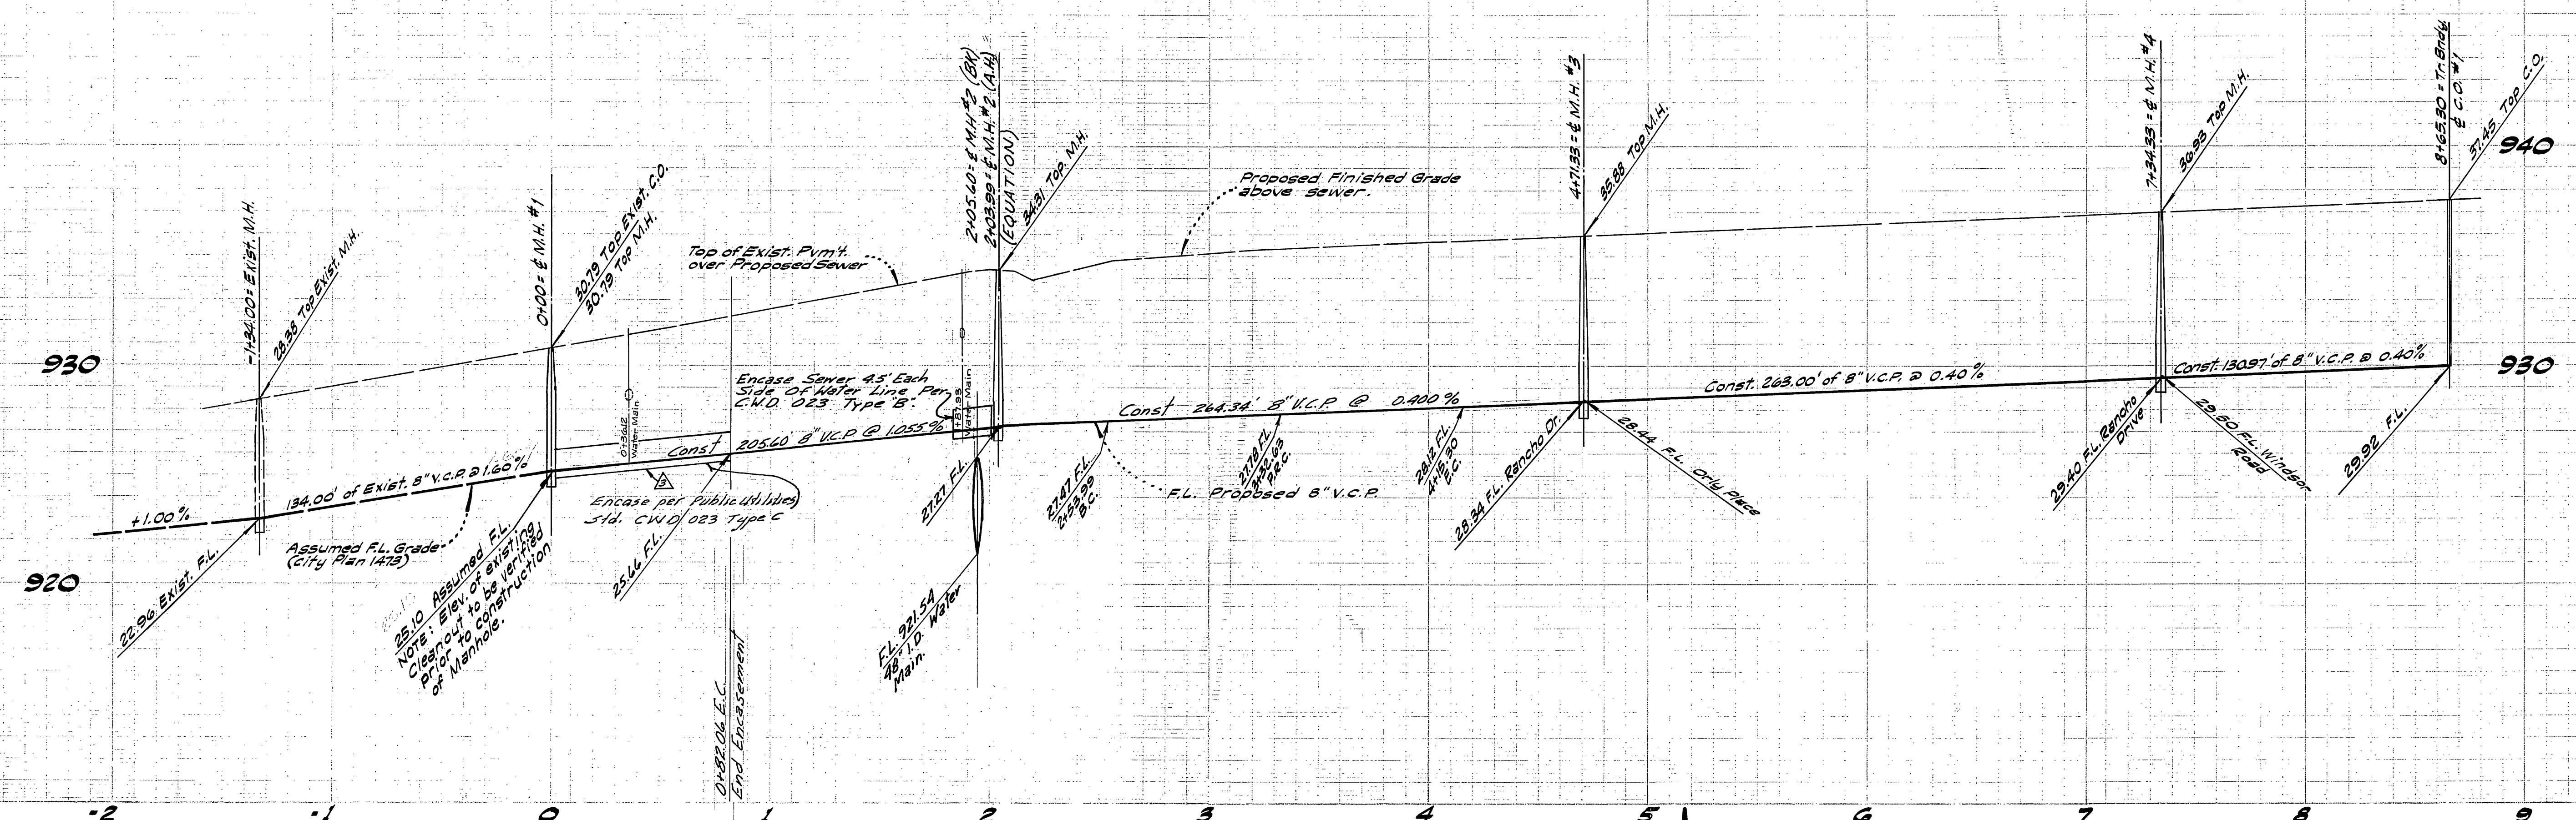 -1+34.00 = Exist. M.H.
28.38 Top Exist. M.H.
0+00 = ℄ M.H. #1
30.79 TOP EXIST. C.O.
30.79 TOP M.H.
2+05.60 = ℄ M.H. #2 (BK)
2+03.99 = ℄ M.H. #2 (A.H.)
(EQUATION)
34.31 TOP. M.H.
4+71.33 = ℄ M.H. #3
35.88 TOP M.H.
7+34.33 = ℄ M.H. #4
36.93 TOP M.H.
8+65.30 = Tr. Bndy.
℄ C.O. #1
37.45 TOP C.O.
940
Proposed Finished Grade
above sewer.
Top of Exist. Pvm't.
over Proposed Sewer
930
930
920
+1.00%
134.00' of Exist. 8" V.C.P. @ 1.60%
0+36.12
Water Main
Encase Sewer 4.5' Each
Side Of Water Line Per
C.W.D. 023 Type "B".
1+87.93
Water Main
Const 205.60' 8" V.C.P. @ 1.055%
Const 264.34' 8" V.C.P. @ 0.400%
Const. 263.00' of 8" V.C.P. @ 0.40%
Const. 130.97' of 8" V.C.P. @ 0.40%
22.96 Exist. F.L.
Assumed F.L. Grade
(City Plan 1473)
25.10 Assumed F.L.
NOTE: Elev. of existing
Cleanout to be verified
prior to construction
of Manhole.
3
Encase per Public Utilities
Std. CWD 023 Type C
25.66 F.L.
0+82.06 E.C.
End Encasement
27.27 F.L.
F.L. 921.54
48" I.D. Water
Main.
27.47 F.L.
2+53.99
B.C.
F.L. Proposed 8" V.C.P.
27.78 F.L.
3+32.63
P.R.C.
28.12 F.L.
4+15.30
E.C.
28.34 F.L. Rancho Dr.
28.44 F.L. Orly Place
29.40 F.L. Rancho
Drive
29.50 F.L. Windsor
Road
29.92 F.L.
-2 -1 0 1 2 3 4 5 6 7 8 9